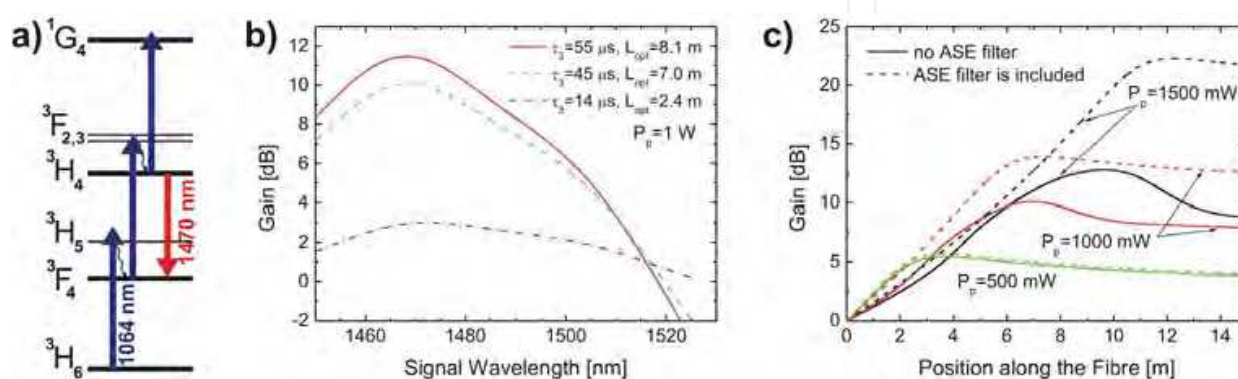 a)
¹G₄
³F₂,₃
³H₄
³H₅
³F₄
³H₆
1064 nm
1470 nm
b)
Gain [dB]
12
10
8
6
4
2
0
-2
1460
1480
1500
1520
Signal Wavelength [nm]
τ₃=55 μs, Lₒₚₜ=8.1 m
τ₃=45 μs, Lₒₚₜ=7.0 m
τ₃=14 μs, Lₒₚₜ=2.4 m
Pₚ=1 W
c)
Gain [dB]
25
20
15
10
5
0
0
2
4
6
8
10
12
14
Position along the Fibre [m]
no ASE filter
ASE filter is included
Pₚ=1500 mW
Pₚ=1000 mW
Pₚ=500 mW